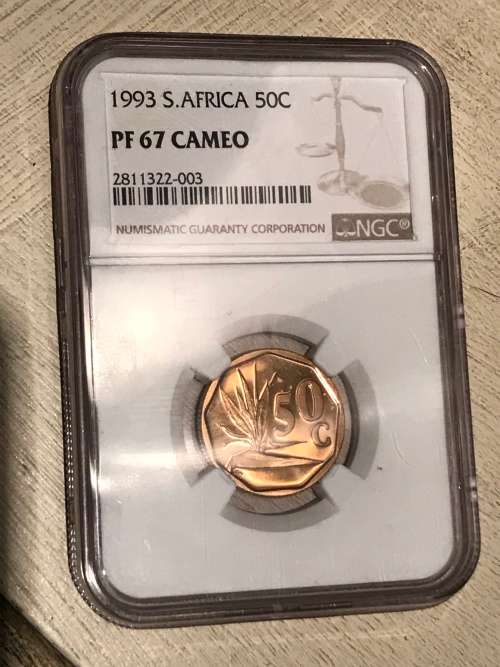 1993 S.AFRICA 50C
PF 67 CAMEO
2811322-003
NUMISMATIC GUARANTY CORPORATION NGC®
50
C